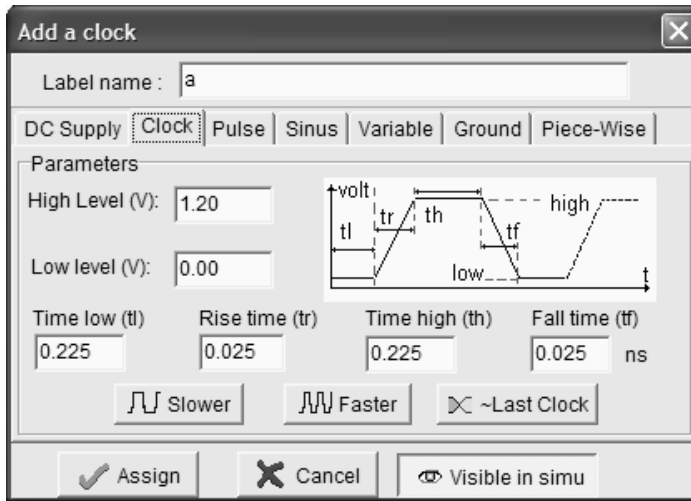 Add a clock
Label name : a
DC Supply Clock Pulse Sinus Variable Ground Piece-Wise
Parameters
High Level (V): 1.20
Low level (V): 0.00
volt
tl tr th tf high
low
t
Time low (tl) Rise time (tr) Time high (th) Fall time (tf)
0.225 0.025 0.225 0.025 ns
Slower Faster ~Last Clock
Assign Cancel Visible in simu